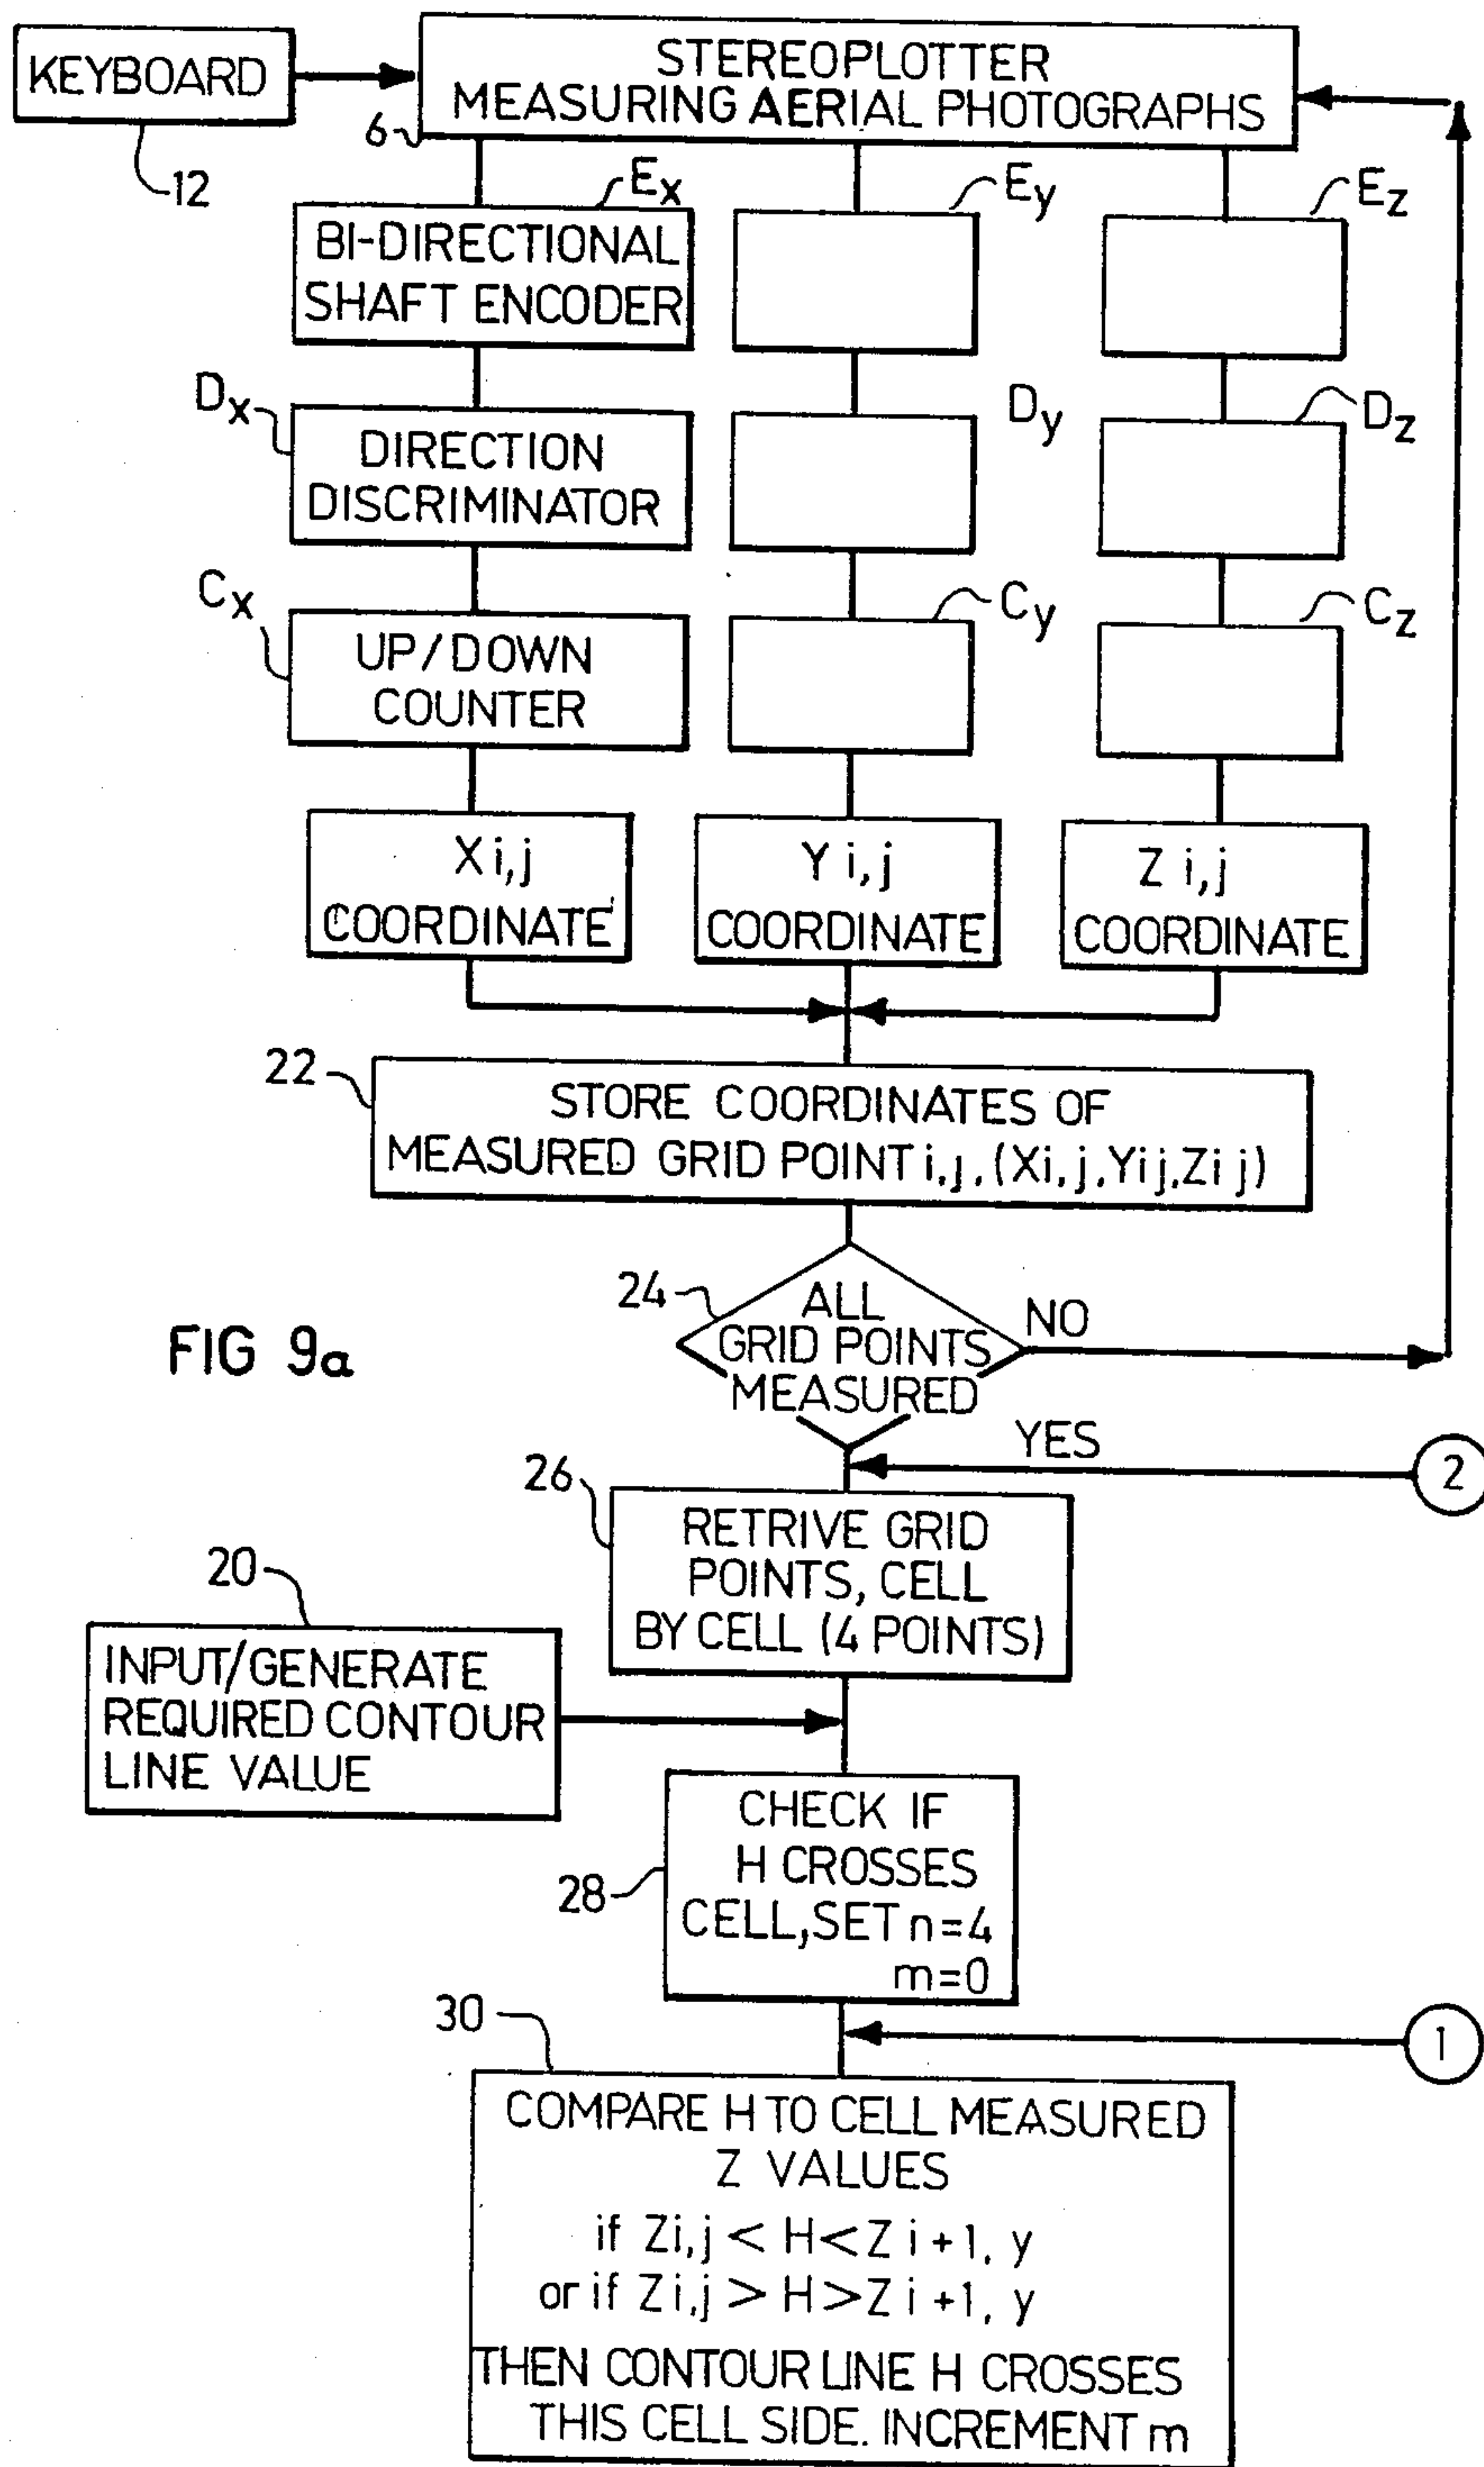 KEYBOARD
STEREOPLOTTER
MEASURING AERIAL PHOTOGRAPHS
12
6
Ex
Ey
Ez
BI-DIRECTIONAL
SHAFT ENCODER
Dx
Dy
Dz
DIRECTION
DISCRIMINATOR
Cx
Cy
Cz
UP/DOWN
COUNTER
Xi,j
COORDINATE
Yi,j
COORDINATE
Z i,j
COORDINATE
22
STORE COORDINATES OF
MEASURED GRID POINT i,j, (Xi,j,Yij,Zij)
24
ALL
GRID POINTS
MEASURED
NO
FIG 9a
YES
2
26
RETRIVE GRID
POINTS, CELL
BY CELL (4 POINTS)
20
INPUT/GENERATE
REQUIRED CONTOUR
LINE VALUE
28
CHECK IF
H CROSSES
CELL,SET n=4
m=0
1
30
COMPARE H TO CELL MEASURED
Z VALUES
if Zi,j < H < Z i+1, y
or if Zi,j > H > Z i+1, y
THEN CONTOUR LINE H CROSSES
THIS CELL SIDE. INCREMENT m